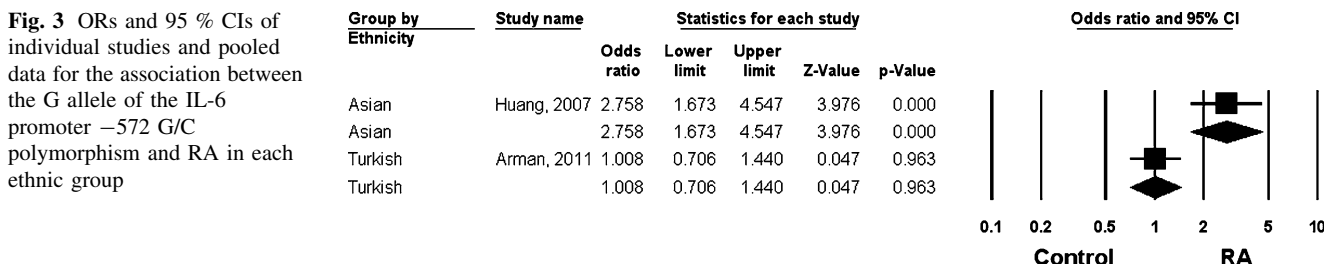 Fig. 3 ORs and 95 % CIs of
individual studies and pooled
data for the association between
the G allele of the IL-6
promoter −572 G/C
polymorphism and RA in each
ethnic group
Group by Study name Statistics for each study Odds ratio and 95% CI
Ethnicity
Odds Lower Upper
ratio limit limit Z-Value p-Value
Asian Huang, 2007 2.758 1.673 4.547 3.976 0.000
Asian 2.758 1.673 4.547 3.976 0.000
Turkish Arman, 2011 1.008 0.706 1.440 0.047 0.963
Turkish 1.008 0.706 1.440 0.047 0.963
0.1 0.2 0.5 1 2 5 10
Control RA